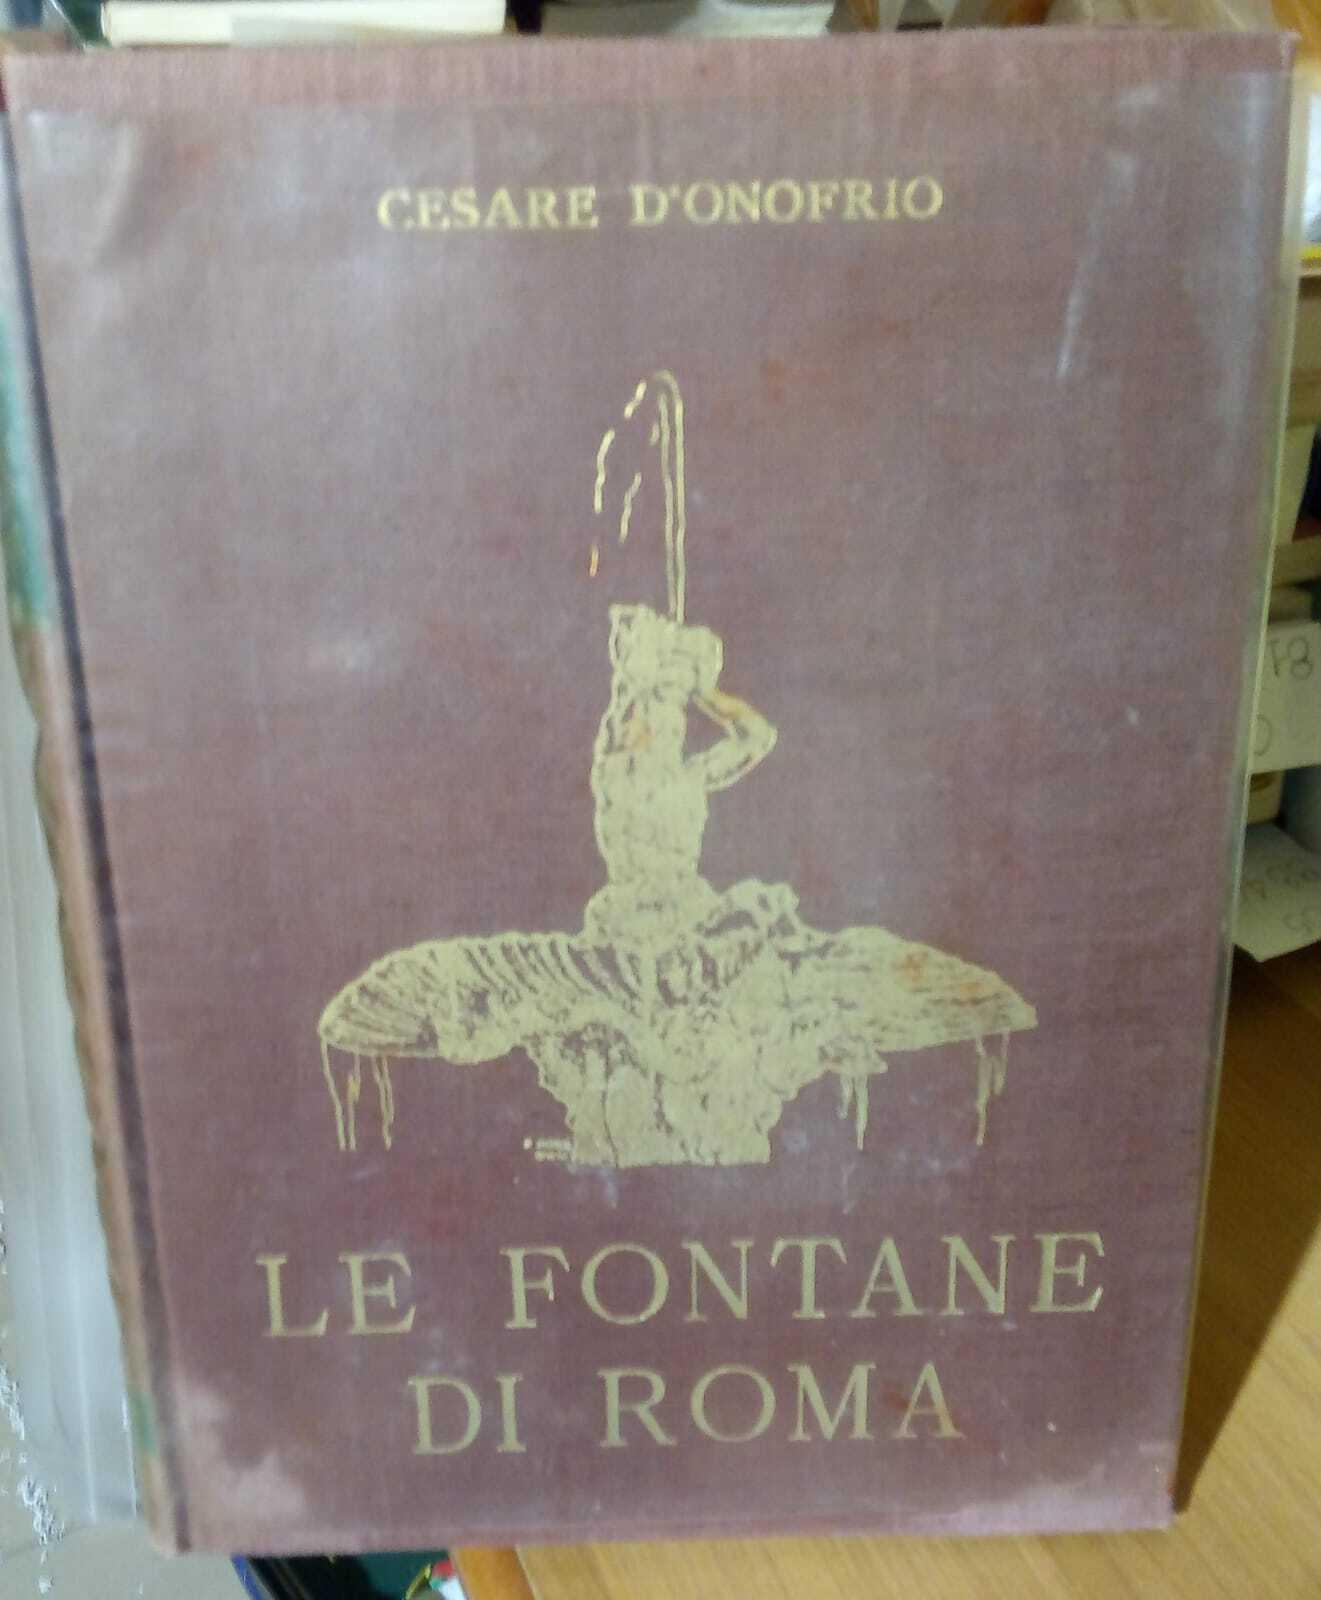 CESARE D'ONOFRIO
LE FONTANE
DI ROMA